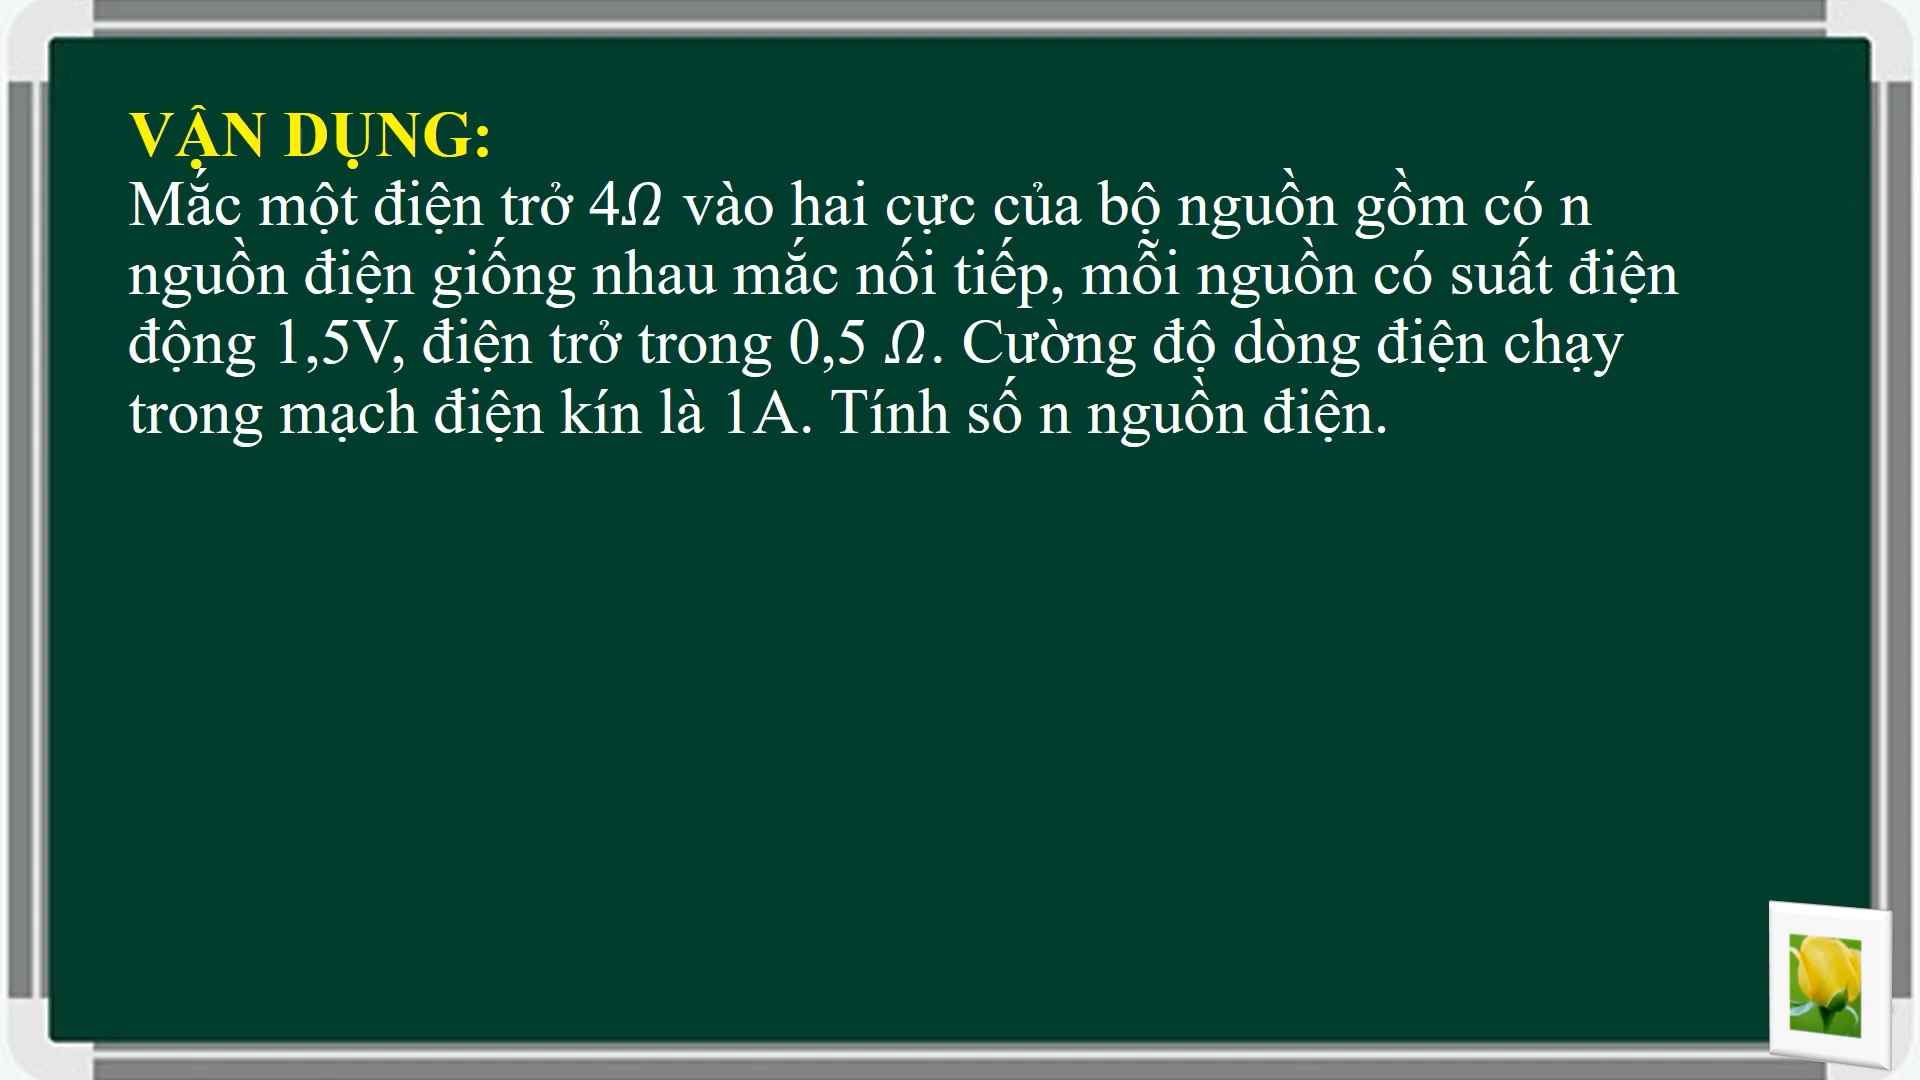 VẬN DỤNG:
Mắc một điện trở 4Ω vào hai cực của bộ nguồn gồm có n
nguồn điện giống nhau mắc nối tiếp, mỗi nguồn có suất điện
động 1,5V, điện trở trong 0,5 Ω. Cường độ dòng điện chạy
trong mạch điện kín là 1A. Tính số n nguồn điện.